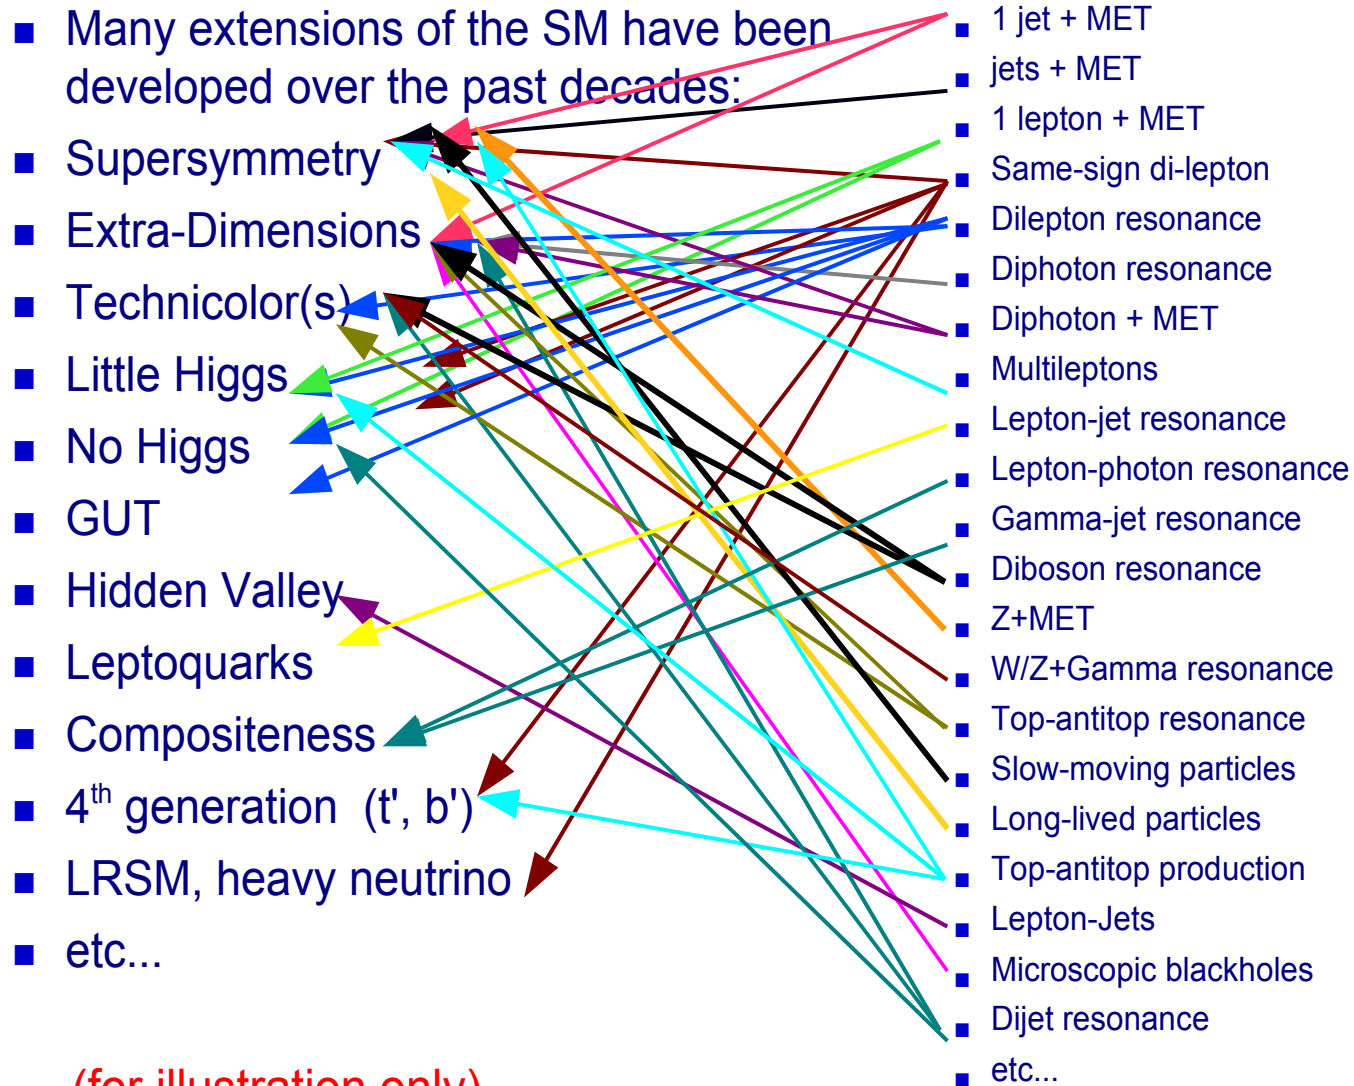 Many extensions of the SM have been
developed over the past decades:
Supersymmetry
Extra-Dimensions
Technicolor(s)
Little Higgs
No Higgs
GUT
Hidden Valley
Leptoquarks
Compositeness
4th generation (t', b')
LRSM, heavy neutrino
etc...
(for illustration only)
1 jet + MET
jets + MET
1 lepton + MET
Same-sign di-lepton
Dilepton resonance
Diphoton resonance
Diphoton + MET
Multileptons
Lepton-jet resonance
Lepton-photon resonance
Gamma-jet resonance
Diboson resonance
Z+MET
W/Z+Gamma resonance
Top-antitop resonance
Slow-moving particles
Long-lived particles
Top-antitop production
Lepton-Jets
Microscopic blackholes
Dijet resonance
etc...